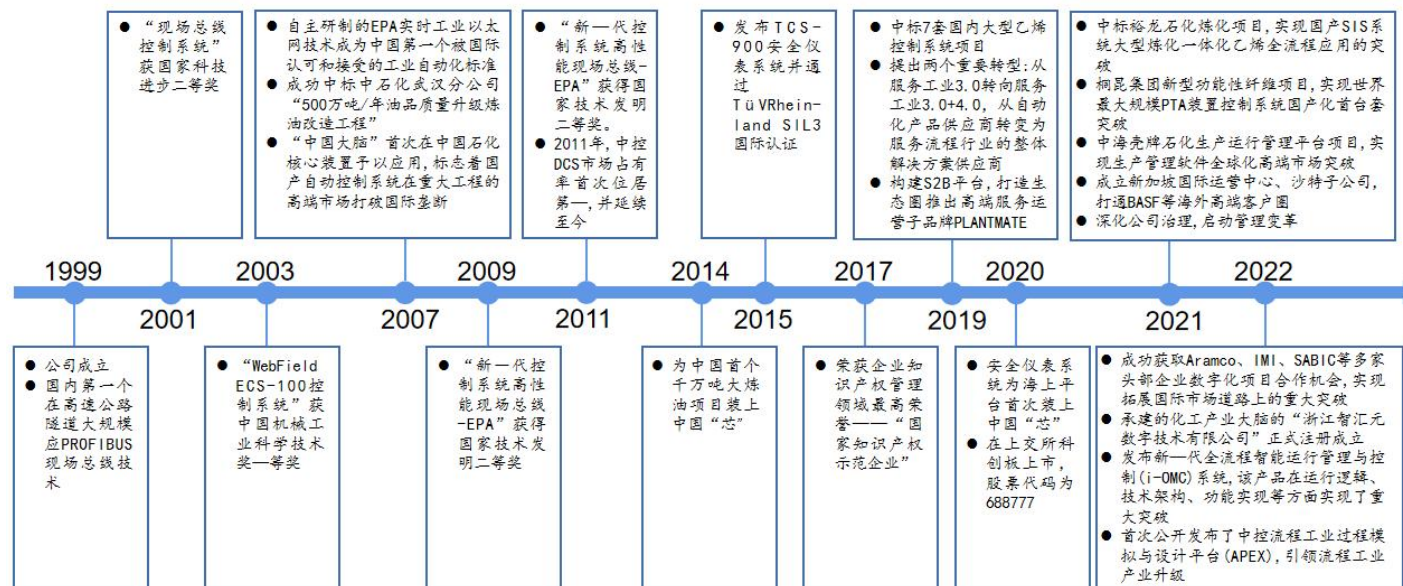 ● “现场总线
控制系统”
获国家科技
进步二等奖
● 自主研制的EPA实时工业以太
网技术成为中国第一个被国际
认可和接受的工业自动化标准
● 成功中标中石化武汉分公司
“500万吨/年油品质量升级炼
油改造工程”
● “中国大脑”首次在中国石化
核心装置予以应用,标志着国
产自动控制系统在重大工程的
高端市场打破国际垄断
● “新一代控
制系统高性
能现场总线-
EPA”获得国
家技术发明
二等奖。
● 2011年,中控
DCS市场占有
率首次位居
第一,并延续
至今
● 发布TCS-
900安全仪
表系统并通
过
TüVRhein-
land SIL3
国际认证
● 中标7套国内大型乙烯
控制系统项目
● 提出两个重要转型:从
服务工业3.0转向服务
工业3.0+4.0, 从自动
化产品供应商转变为
服务流程行业的整体
解决方案供应商
● 构建S2B平台,打造生
态图推出高端服务运
营子品牌PLANTMATE
● 中标裕龙石化炼化项目,实现国产SIS系
统大型炼化一体化乙烯全流程应用的突
破
● 桐昆集团新型功能性纤维项目,实现世界
最大规模PTA装置控制系统国产化首台套
突破
● 中海壳牌石化生产运行管理平台项目,实
现生产管理软件全球化高端市场突破
● 成立新加坡国际运营中心、沙特子公司,
打通BASF等海外高端客户圈
● 深化公司治理,启动管理变革
1999 2003 2009 2014 2017 2020 2022
2001 2007 2011 2015 2019 2021
● 公司成立
● 国内第一个
在高速公路
隧道大规模
应PROFIBUS
现场总线技
术
● “WebField
ECS-100控
制系统”获
中国机械工
业科学技术
奖一等奖
● “新一代控
制系统高性
能现场总线
-EPA”获得
国家技术发
明二等奖
● 为中国首个
千万吨大炼
油项目装上
中国“芯”
● 荣获企业知
识产权管理
领域最高荣
誉——“国
家知识产权
示范企业”
● 安全仪表系
统为海上平
台首次装上
中国“芯”
● 在上交所科
创板上市,
股票代码为
688777
● 成功获取Aramco、IMI、SABIC等多家
头部企业数字化项目合作机会,实现
拓展国际市场道路上的重大突破
● 承建的化工产业大脑的“浙江智汇元
数字技术有限公司”正式注册成立
● 发布新一代全流程智能运行管理与控
制(i-OMC)系统,该产品在运行逻辑、
技术架构、功能实现等方面实现了重
大突破
● 首次公开发布了中控流程工业过程模
拟与设计平台(APEX),引领流程工业
产业升级